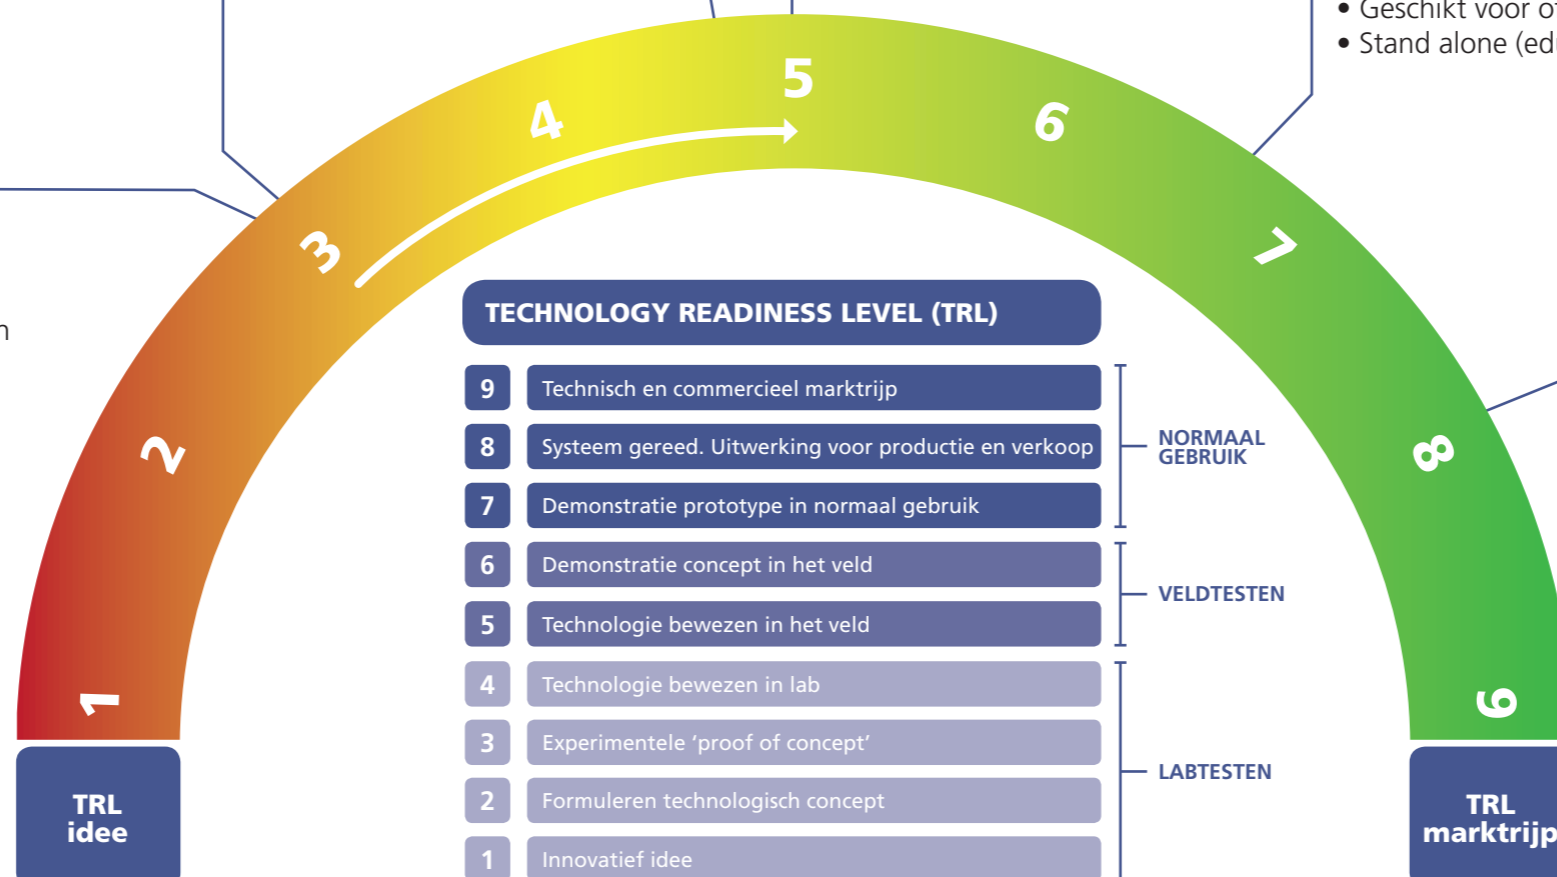 • Geschikt voor
• Stand alone
5
4
6
3
7
2
8
1
9
TECHNOLOGY READINESS LEVEL (TRL)
9 Technisch en commercieel marktrijp
8 Systeem gereed. Uitwerking voor productie en verkoop
7 Demonstratie prototype in normaal gebruik
NORMAAL
GEBRUIK
6 Demonstratie concept in het veld
5 Technologie bewezen in het veld
VELDTESTEN
4 Technologie bewezen in lab
3 Experimentele ‘proof of concept’
2 Formuleren technologisch concept
1 Innovatief idee
LABTESTEN
TRL
idee
TRL
marktrijp